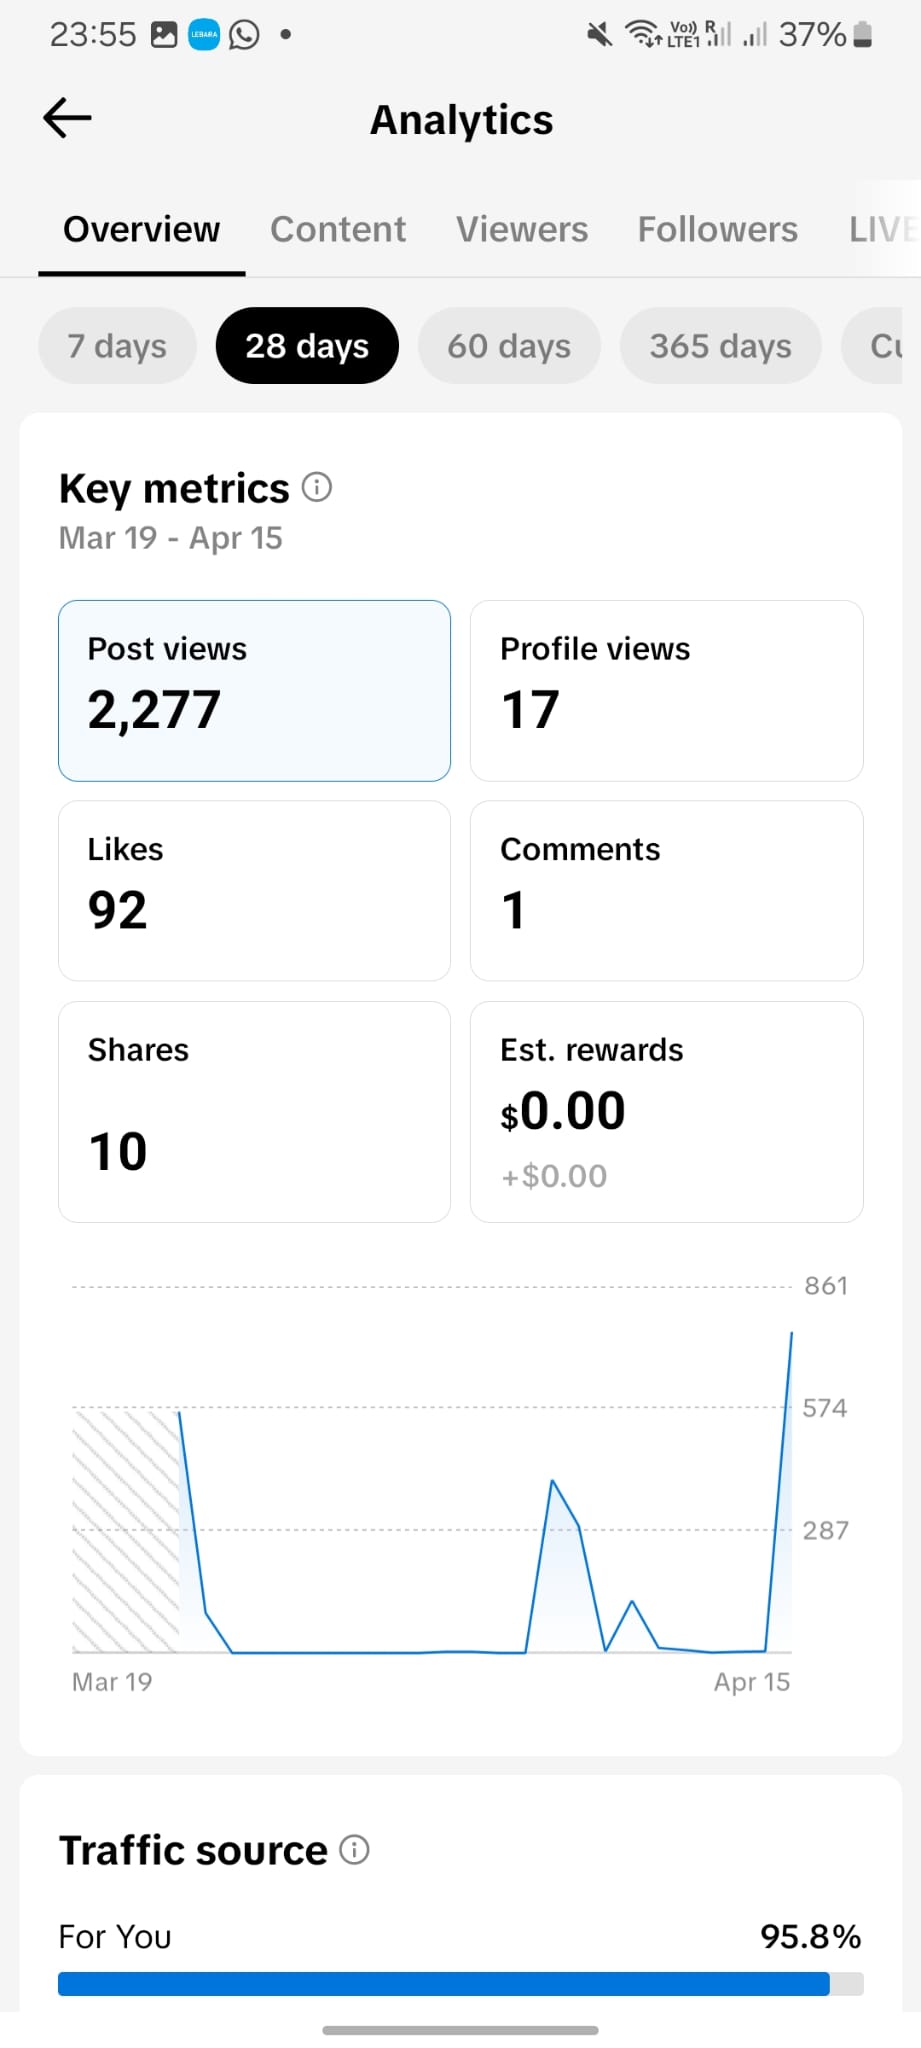 23:55 LEBARA Vo)) R LTE1 37%
Analytics
Overview Content Viewers Followers LIVE
7 days 28 days 60 days 365 days Cu
Key metrics
Mar 19 - Apr 15
Post views
2,277
Profile views
17
Likes
92
Comments
1
Shares
10
Est. rewards
$0.00
+$0.00
861
574
287
Mar 19 Apr 15
Traffic source
For You 95.8%